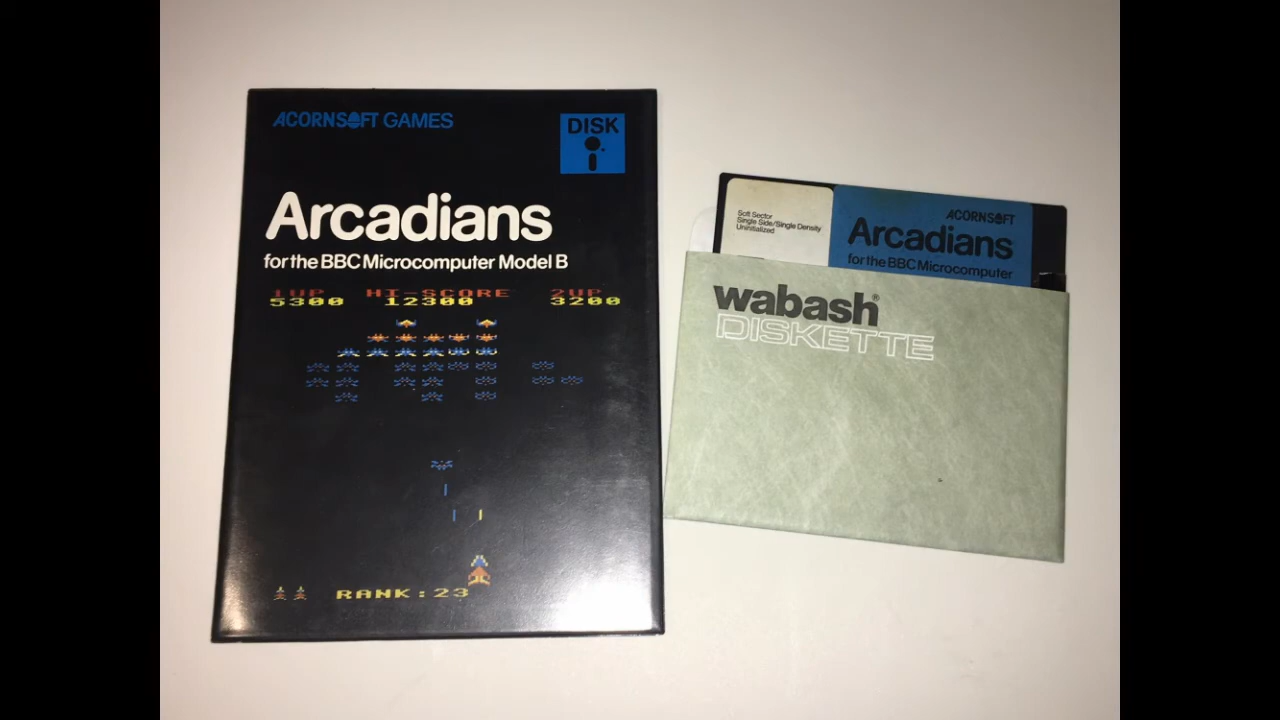 ACORNSOFT GAMES
DISK
Arcadians
for the BBC Microcomputer Model B
1UP HI-SCORE 2UP
5300 12300 3200
RANK:23
Soft Sector
Single Side/Single Density
Uninitialized
ACORNSOFT
Arcadians
for the BBC Microcomputer
wabash®
DISKETTE